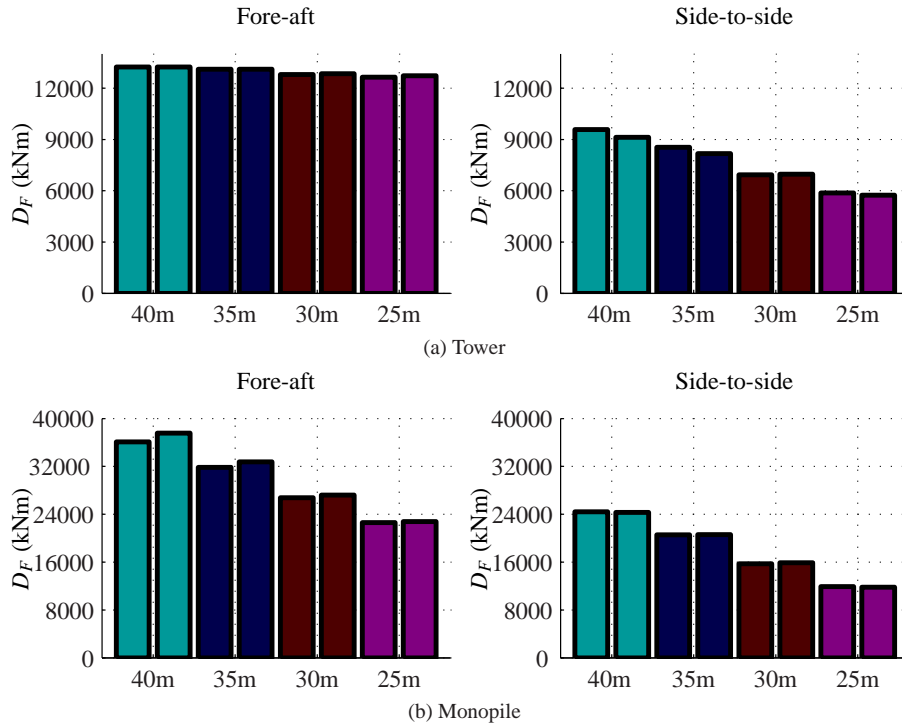 Fore-aft
Side-to-side
D_F (kNm)
12000
9000
6000
3000
0
40m 35m 30m 25m
D_F (kNm)
12000
9000
6000
3000
0
40m 35m 30m 25m
(a) Tower
Fore-aft
Side-to-side
D_F (kNm)
40000
32000
24000
16000
8000
0
40m 35m 30m 25m
D_F (kNm)
40000
32000
24000
16000
8000
0
40m 35m 30m 25m
(b) Monopile